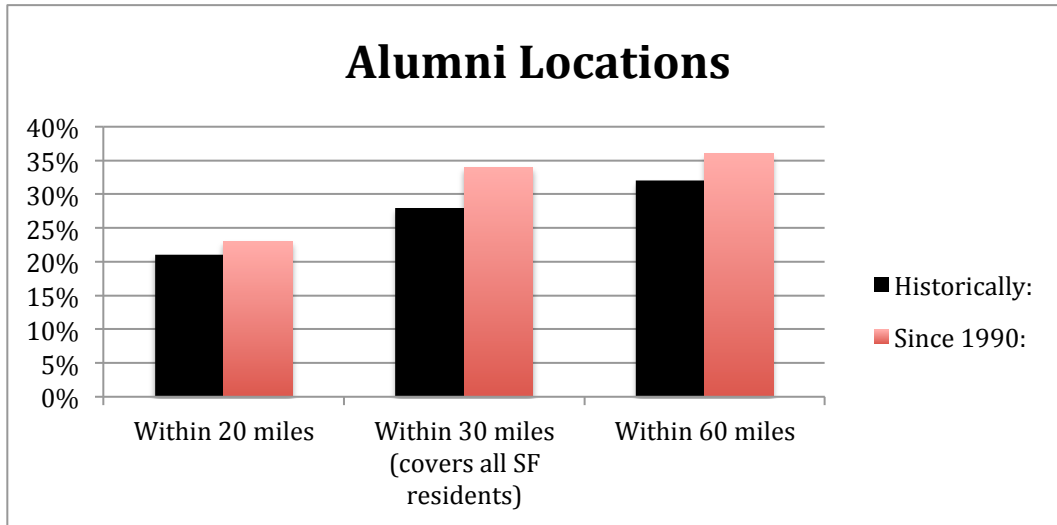 Alumni Locations
40%
35%
30%
25%
20%
15%
10%
5%
0%
Within 20 miles
Within 30 miles
(covers all SF
residents)
Within 60 miles
Historically:
Since 1990: